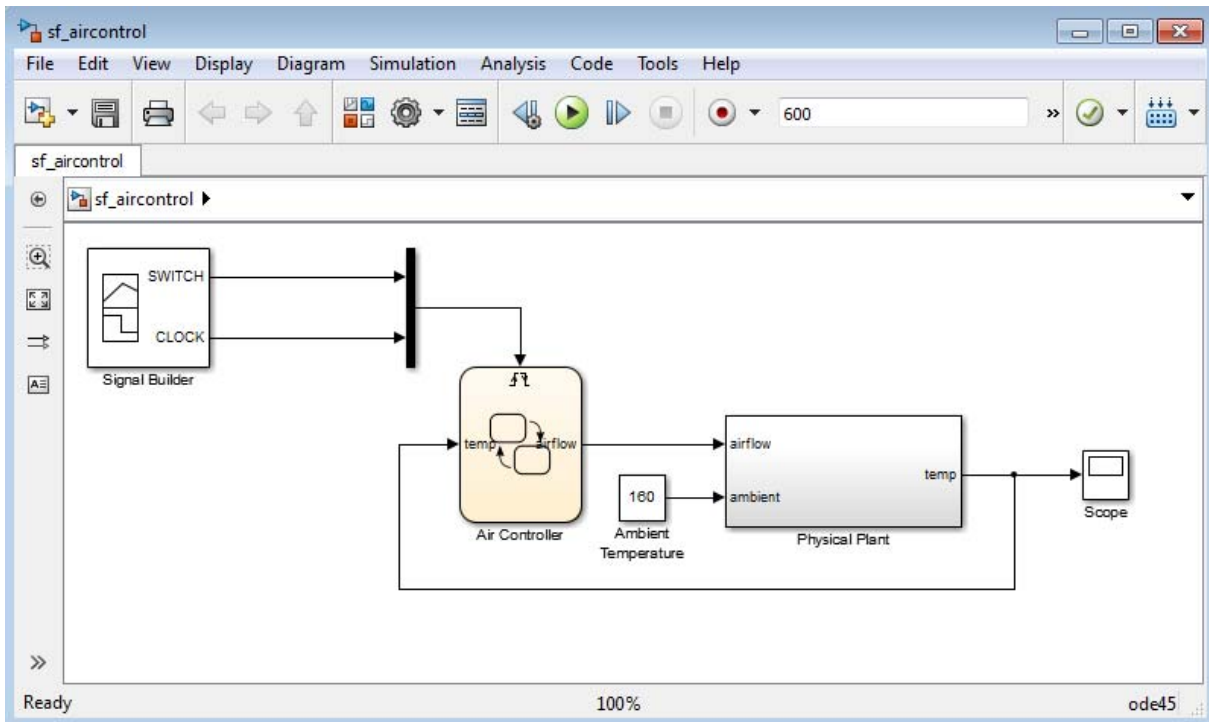 sf_aircontrol
File Edit View Display Diagram Simulation Analysis Code Tools Help
600
sf_aircontrol
sf_aircontrol
SWITCH
CLOCK
Signal Builder
temp
airflow
Air Controller
160
Ambient
Temperature
airflow
ambient
temp
Physical Plant
Scope
Ready
100%
ode45